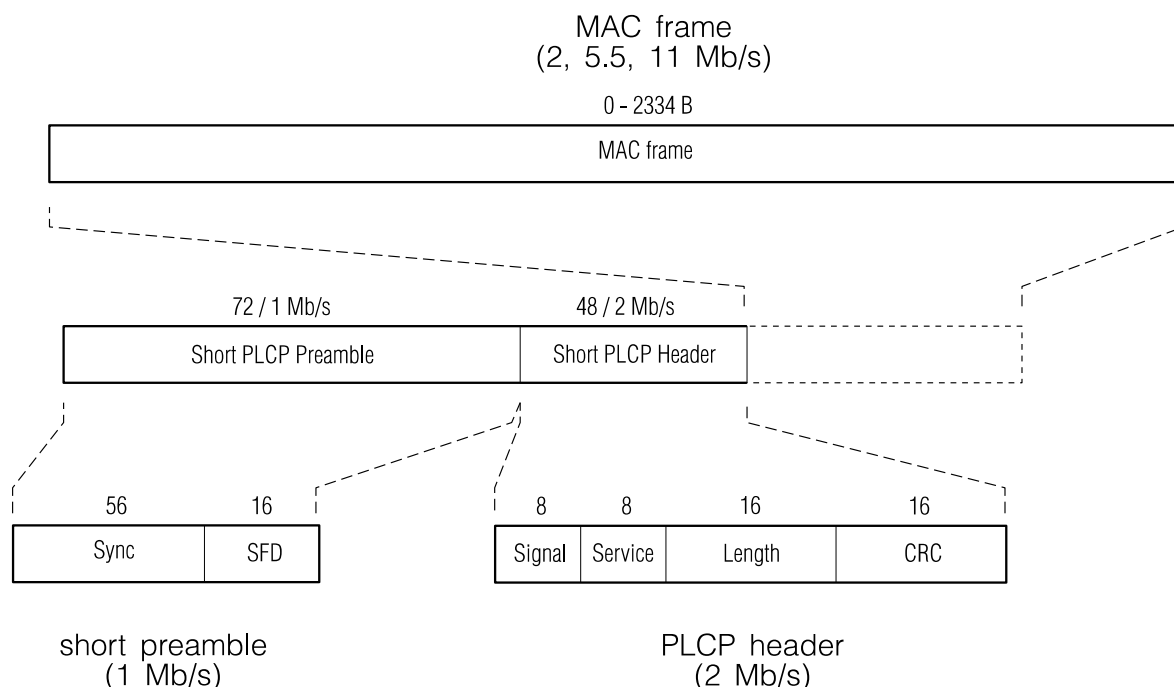 MAC frame
(2, 5.5, 11 Mb/s)
0 - 2334 B
MAC frame
72 / 1 Mb/s 48 / 2 Mb/s
Short PLCP Preamble Short PLCP Header
56 16 8 8 16 16
Sync SFD Signal Service Length CRC
short preamble PLCP header
(1 Mb/s) (2 Mb/s)